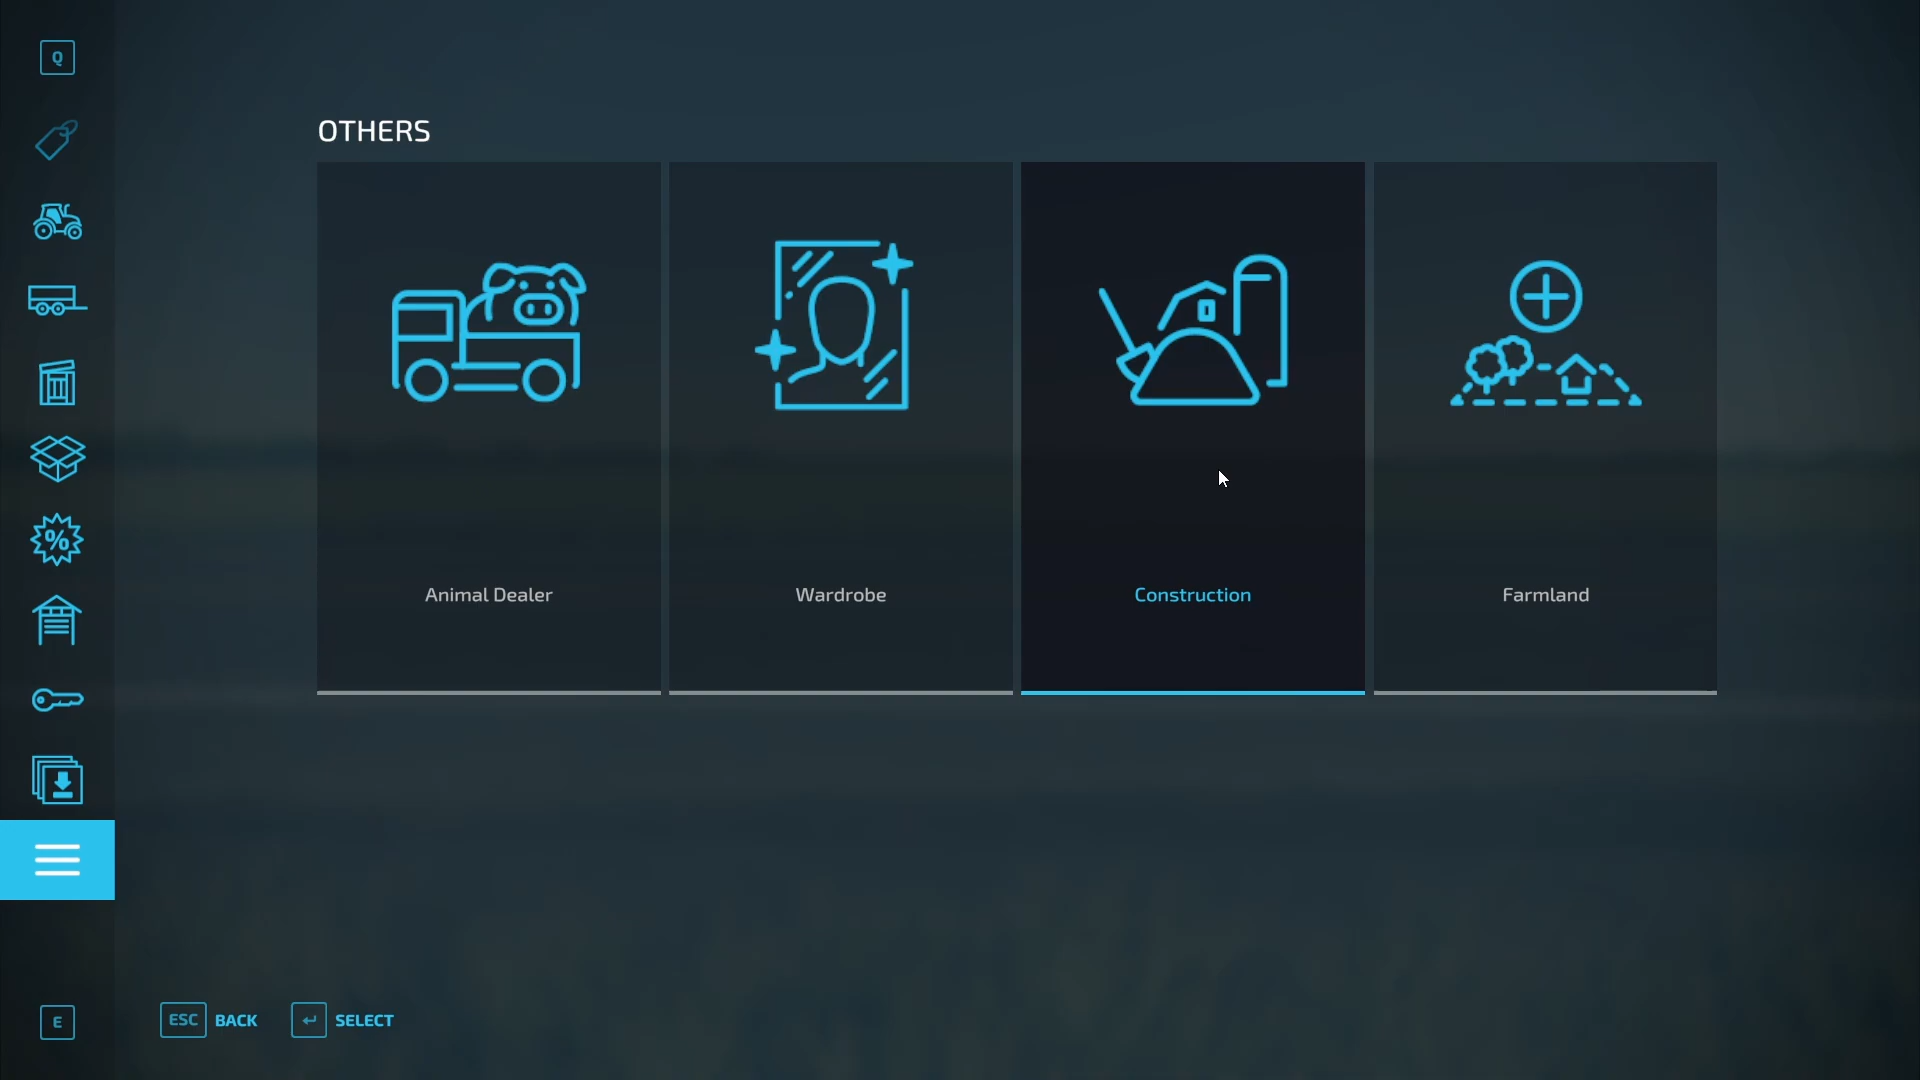 Q
OTHERS
Animal Dealer
Wardrobe
Construction
Farmland
%
E
ESC BACK
SELECT